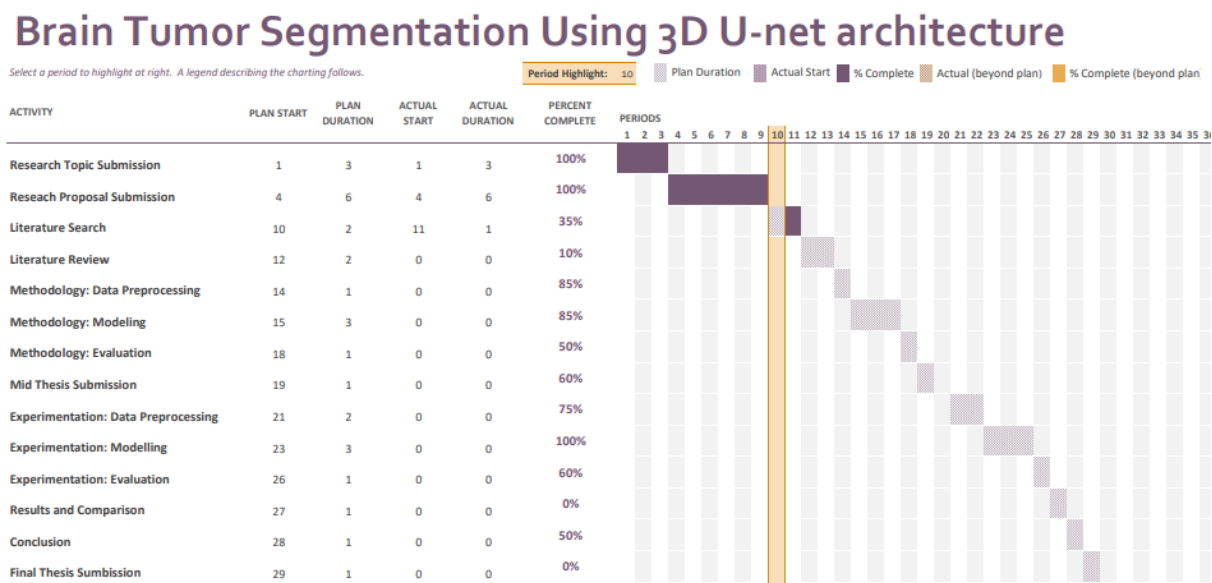 Brain Tumor Segmentation Using 3D U-net architecture
Select a period to highlight at right. A legend describing the charting follows.
Period Highlight: 10 Plan Duration Actual Start % Complete Actual (beyond plan) % Complete (beyond plan
ACTIVITY PLAN START PLAN DURATION ACTUAL START ACTUAL DURATION PERCENT COMPLETE PERIODS
1 2 3 4 5 6 7 8 9 10 11 12 13 14 15 16 17 18 19 20 21 22 23 24 25 26 27 28 29 30 31 32 33 34 35
Research Topic Submission 1 3 1 3 100%
Reseach Proposal Submission 4 6 4 6 100%
Literature Search 10 2 11 1 35%
Literature Review 12 2 0 0 10%
Methodology: Data Preprocessing 14 1 0 0 85%
Methodology: Modeling 15 3 0 0 85%
Methodology: Evaluation 18 1 0 0 50%
Mid Thesis Submission 19 1 0 0 60%
Experimentation: Data Preprocessing 21 2 0 0 75%
Experimentation: Modelling 23 3 0 0 100%
Experimentation: Evaluation 26 1 0 0 60%
Results and Comparison 27 1 0 0 0%
Conclusion 28 1 0 0 50%
Final Thesis Sumbission 29 1 0 0 0%